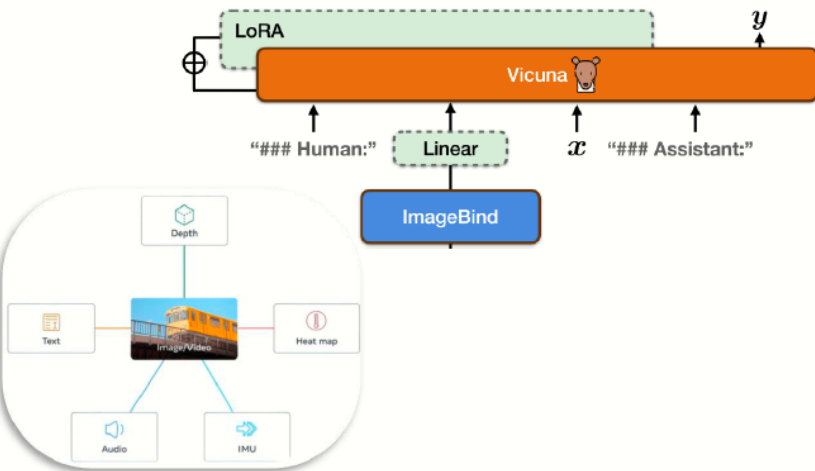 y
LoRA
Vicuna
“### Human:”
x
“### Assistant:”
Linear
ImageBind
Depth
Text
Image/Video
Heat map
Audio
IMU